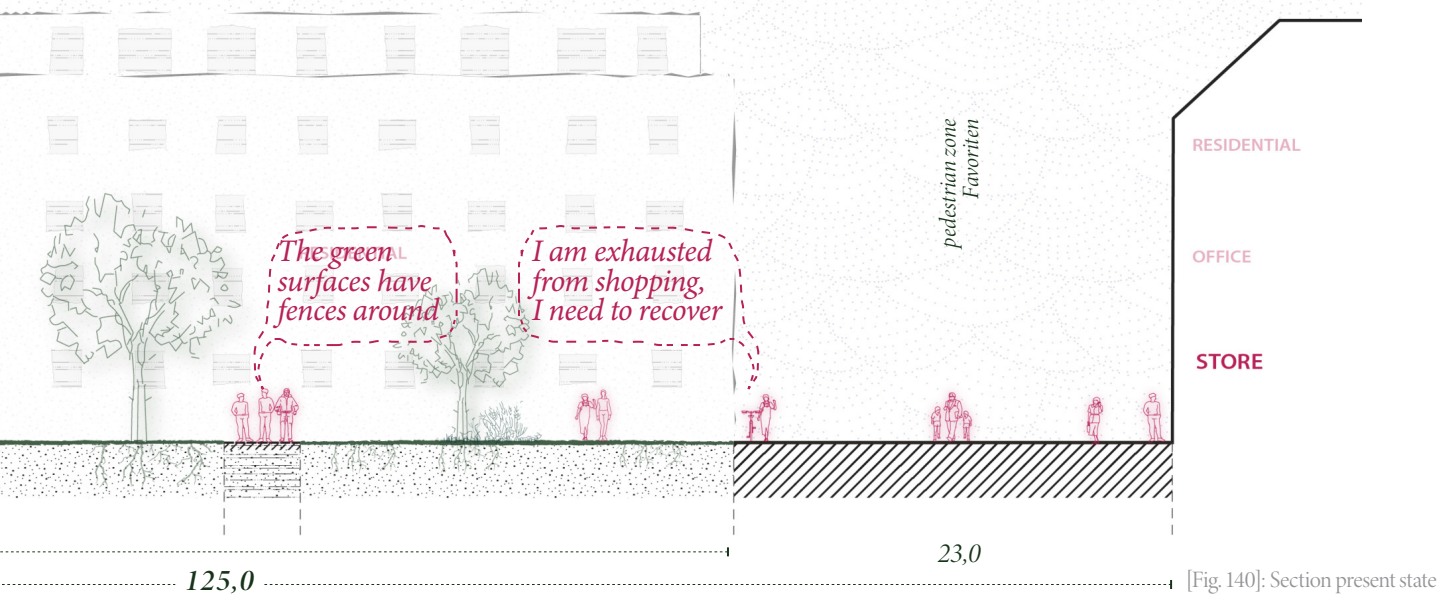 pedestrian zone
Favoriten
RESIDENTIAL
OFFICE
STORE
RESIDENTIAL
The green
surfaces have
fences around
I am exhausted
from shopping,
I need to recover
23,0
125,0
[Fig. 140]: Section present state